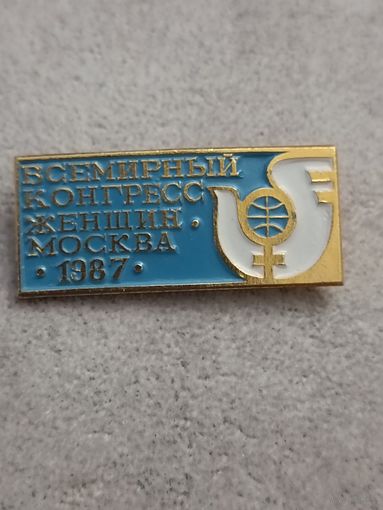 ВСЕМИРНЫЙ
КОНГРЕСС
ЖЕНЩИН ·
МОСКВА ·
· 1987 ·